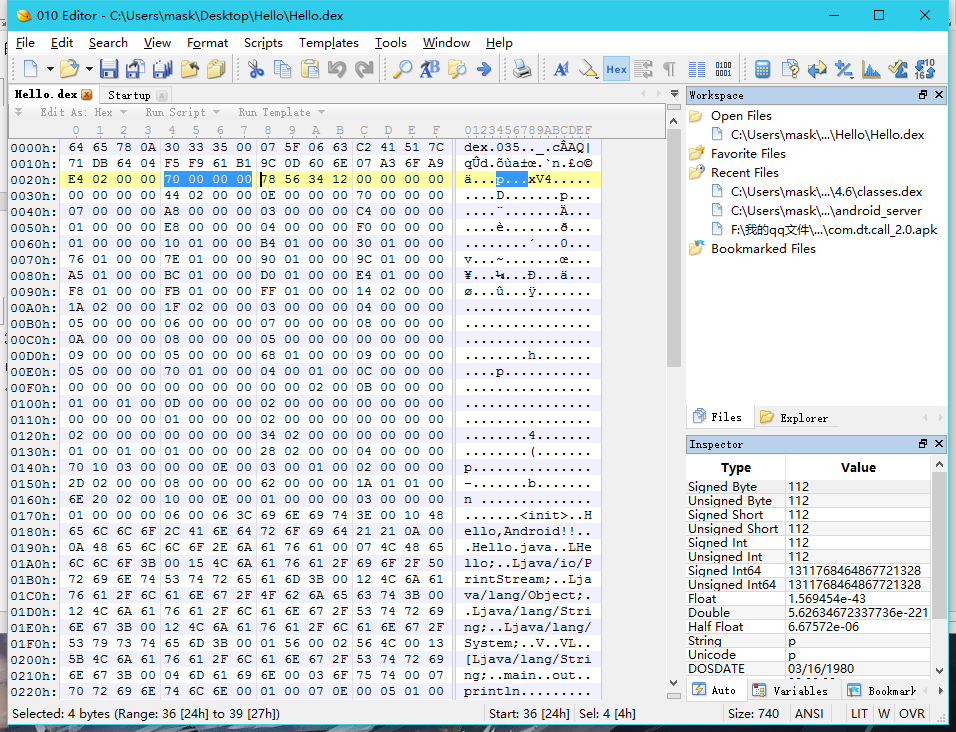 010 Editor - C:\Users\mask\Desktop\Hello\Hello.dex
File Edit Search View Format Scripts Templates Tools Window Help
Hex
Hello.dex Startup
Edit As: Hex Run Script Run Template
0 1 2 3 4 5 6 7 8 9 A B C D E F 0123456789ABCDEF
0000h: 64 65 78 0A 30 33 35 00 07 5F 06 63 C2 41 51 7C dex.035.._.cÂAQ|
0010h: 71 DB 64 04 F5 F9 61 B1 9C 0D 60 6E 07 A3 6F A9 qÛd.õùa±œ.`n.£o©
0020h: E4 02 00 00 70 00 00 00 78 56 34 12 00 00 00 00 ä...p...xV4.....
0030h: 00 00 00 00 44 02 00 00 0E 00 00 00 70 00 00 00 ....D.......p...
0040h: 07 00 00 00 A8 00 00 00 03 00 00 00 C4 00 00 00 ....¨.......Ä...
0050h: 01 00 00 00 E8 00 00 00 04 00 00 00 F0 00 00 00 ....è.......ð...
0060h: 01 00 00 00 10 01 00 00 B4 01 00 00 30 01 00 00 ........´...0...
0070h: 76 01 00 00 7E 01 00 00 90 01 00 00 9C 01 00 00 v...~.......œ...
0080h: A5 01 00 00 BC 01 00 00 D0 01 00 00 E4 01 00 00 ¥...¼...Ð...ä...
0090h: F8 01 00 00 FB 01 00 00 FF 01 00 00 14 02 00 00 ø...û...ÿ.......
00A0h: 1A 02 00 00 1F 02 00 00 03 00 00 00 04 00 00 00 ................
00B0h: 05 00 00 00 06 00 00 00 07 00 00 00 08 00 00 00 ................
00C0h: 0A 00 00 00 08 00 00 00 05 00 00 00 00 00 00 00 ................
00D0h: 09 00 00 00 05 00 00 00 68 01 00 00 09 00 00 00 ........h.......
00E0h: 05 00 00 00 70 01 00 00 04 00 01 00 0C 00 00 00 ....p...........
00F0h: 00 00 00 00 00 00 00 00 00 00 02 00 0B 00 00 00 ................
0100h: 01 00 01 00 0D 00 00 00 02 00 00 00 00 00 00 00 ................
0110h: 00 00 00 00 01 00 00 00 02 00 00 00 00 00 00 00 ................
0120h: 02 00 00 00 00 00 00 00 34 02 00 00 00 00 00 00 ........4.......
0130h: 01 00 01 00 01 00 00 00 28 02 00 00 04 00 00 00 ........(.......
0140h: 70 10 03 00 00 00 0E 00 03 00 01 00 02 00 00 00 p...............
0150h: 2D 02 00 00 08 00 00 00 62 00 00 00 1A 01 01 00 -.......b.......
0160h: 6E 20 02 00 10 00 0E 00 01 00 00 00 03 00 00 00 n ..............
0170h: 01 00 00 00 06 00 06 3C 69 6E 69 74 3E 00 10 48 .......<init>..H
0180h: 65 6C 6C 6F 2C 41 6E 64 72 6F 69 64 21 21 0A 00 ello,Android!!..
0190h: 0A 48 65 6C 6C 6F 2E 6A 61 76 61 00 07 4C 48 65 .Hello.java..LHe
01A0h: 6C 6C 6F 3B 00 15 4C 6A 61 76 61 2F 69 6F 2F 50 llo;..Ljava/io/P
01B0h: 72 69 6E 74 53 74 72 65 61 6D 3B 00 12 4C 6A 61 rintStream;..Lja
01C0h: 76 61 2F 6C 61 6E 67 2F 4F 62 6A 65 63 74 3B 00 va/lang/Object;.
01D0h: 12 4C 6A 61 76 61 2F 6C 61 6E 67 2F 53 74 72 69 .Ljava/lang/Stri
01E0h: 6E 67 3B 00 12 4C 6A 61 76 61 2F 6C 61 6E 67 2F ng;..Ljava/lang/
01F0h: 53 79 73 74 65 6D 3B 00 01 56 00 02 56 4C 00 13 System;..V..VL..
0200h: 5B 4C 6A 61 76 61 2F 6C 61 6E 67 2F 53 74 72 69 [Ljava/lang/Stri
0210h: 6E 67 3B 00 04 6D 61 69 6E 00 03 6F 75 74 00 07 ng;..main..out..
0220h: 70 72 69 6E 74 6C 6E 00 01 00 07 0E 00 05 01 00 println.........
Workspace
Open Files
C:\Users\mask\...\Hello\Hello.dex
Favorite Files
Recent Files
C:\Users\mask\...\4.6\classes.dex
C:\Users\mask\...\android_server
F:\我的qq文件\...\com.dt.call_2.0.apk
Bookmarked Files
Files Explorer
Inspector
Type Value
Signed Byte 112
Unsigned Byte 112
Signed Short 112
Unsigned Short 112
Signed Int 112
Unsigned Int 112
Signed Int64 1311768464867721328
Unsigned Int64 1311768464867721328
Float 1.569454e-43
Double 5.62634672337736e-221
Half Float 6.67572e-06
String p
Unicode p
DOSDATE 03/16/1980
Auto Variables Bookmark
Selected: 4 bytes (Range: 36 [24h] to 39 [27h]) Start: 36 [24h] Sel: 4 [4h] Size: 740 ANSI LIT W OVR